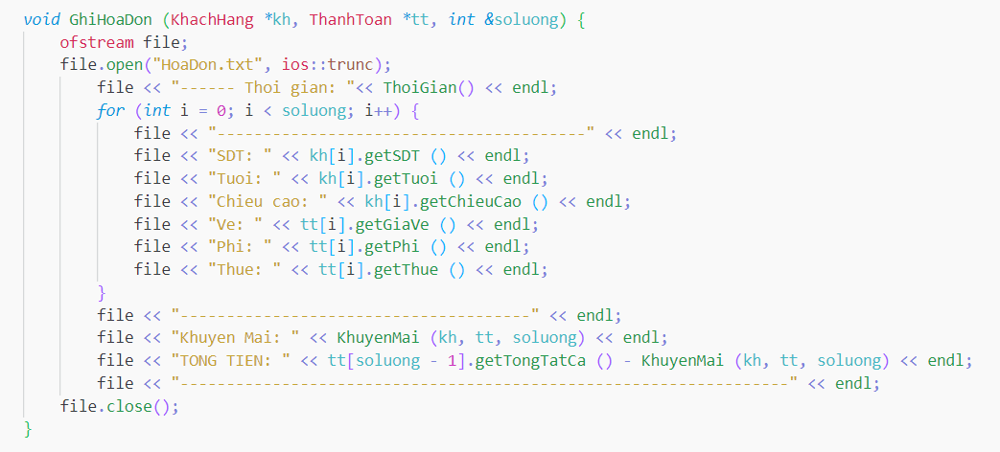 void GhiHoaDon (KhachHang *kh, ThanhToan *tt, int &soluong) {
ofstream file;
file.open("HoaDon.txt", ios::trunc);
file << "------ Thoi gian: "<< ThoiGian() << endl;
for (int i = 0; i < soluong; i++) {
file << "----------------------------------------" << endl;
file << "SDT: " << kh[i].getSDT () << endl;
file << "Tuoi: " << kh[i].getTuoi () << endl;
file << "Chieu cao: " << kh[i].getChieuCao () << endl;
file << "Ve: " << tt[i].getGiaVe () << endl;
file << "Phi: " << tt[i].getPhi () << endl;
file << "Thue: " << tt[i].getThue () << endl;
}
file << "--------------------------------------" << endl;
file << "Khuyen Mai: " << KhuyenMai (kh, tt, soluong) << endl;
file << "TONG TIEN: " << tt[soluong - 1].getTongTatCa () - KhuyenMai (kh, tt, soluong) << endl;
file << "------------------------------------------------------------------" << endl;
file.close();
}